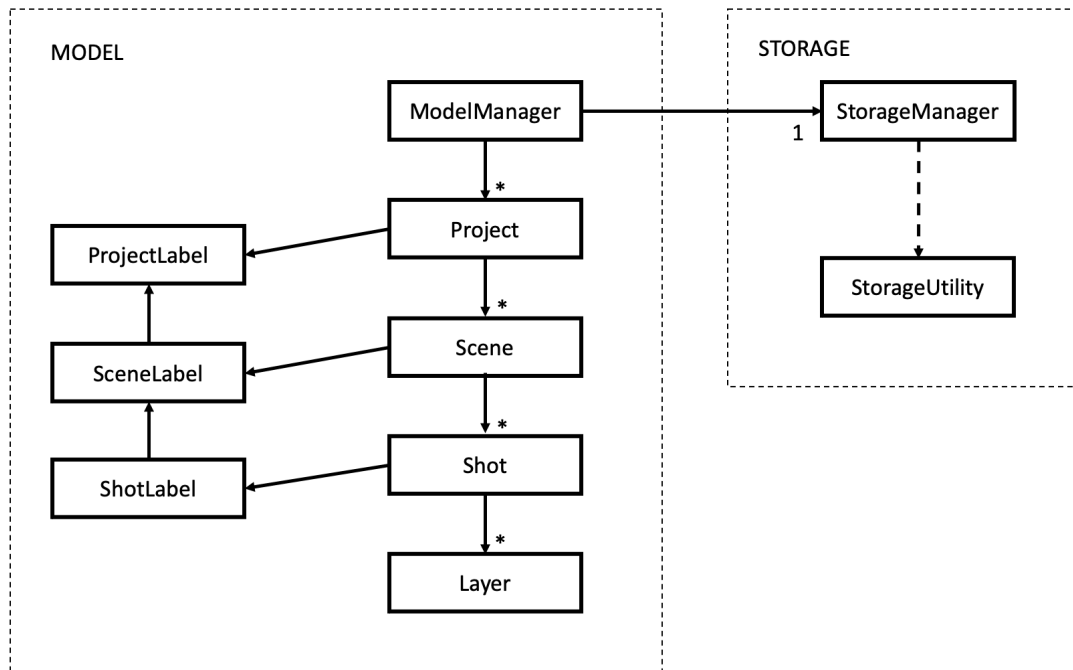 MODEL
STORAGE
ModelManager
1
StorageManager
*
Project
ProjectLabel
StorageUtility
*
Scene
SceneLabel
*
Shot
ShotLabel
*
Layer